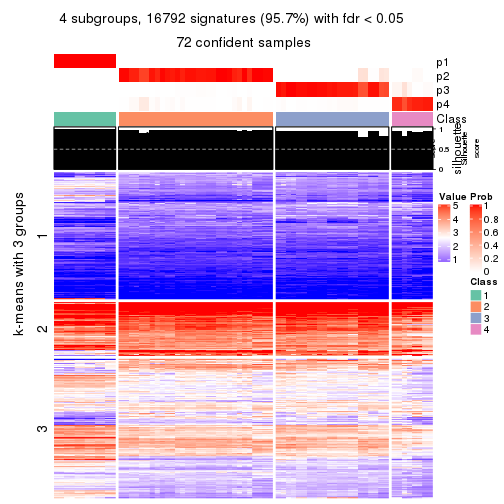 4 subgroups, 16792 signatures (95.7%) with fdr < 0.05
72 confident samples
p1
p2
p3
p4
Class
1
0.5
0
silhouette
Silhouette
score
k-means with 3 groups
1
2
3
Value
5
4
3
2
1
Prob
1
0.8
0.6
0.4
0.2
0
Class
1
2
3
4